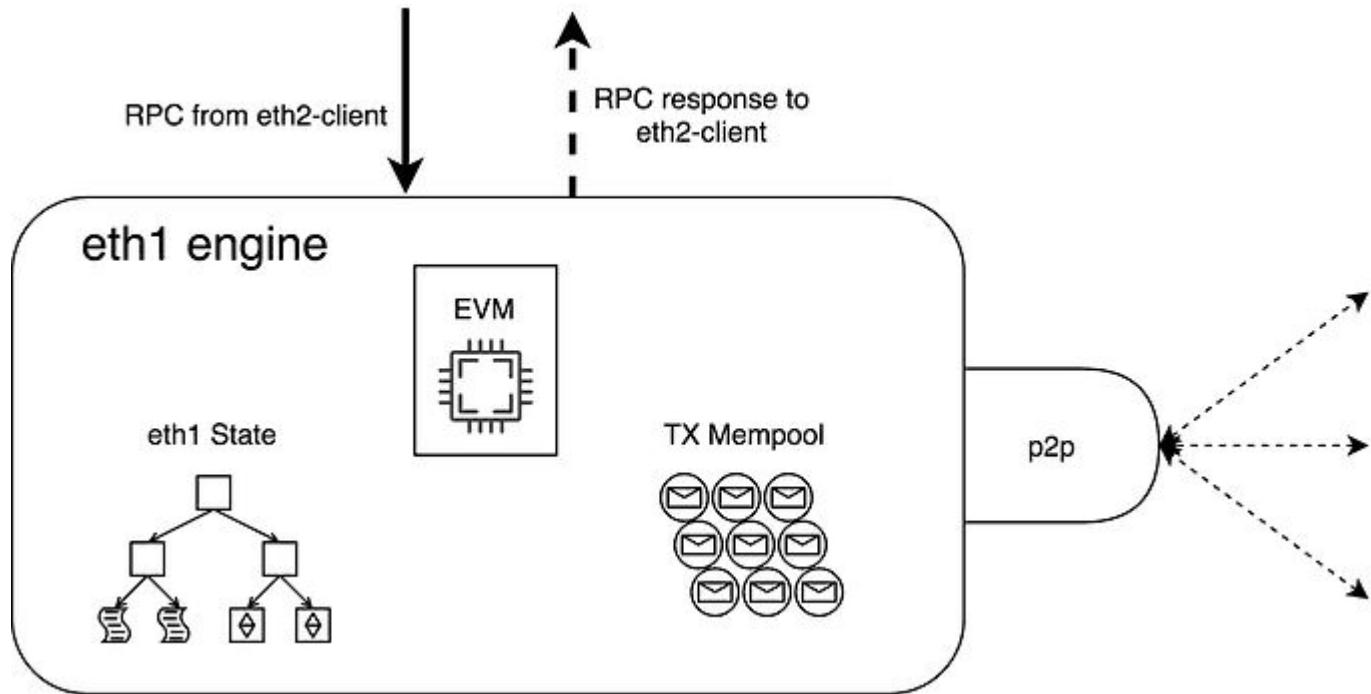 RPC from eth2-client
RPC response to
eth2-client
eth1 engine
EVM
eth1 State
TX Mempool
p2p